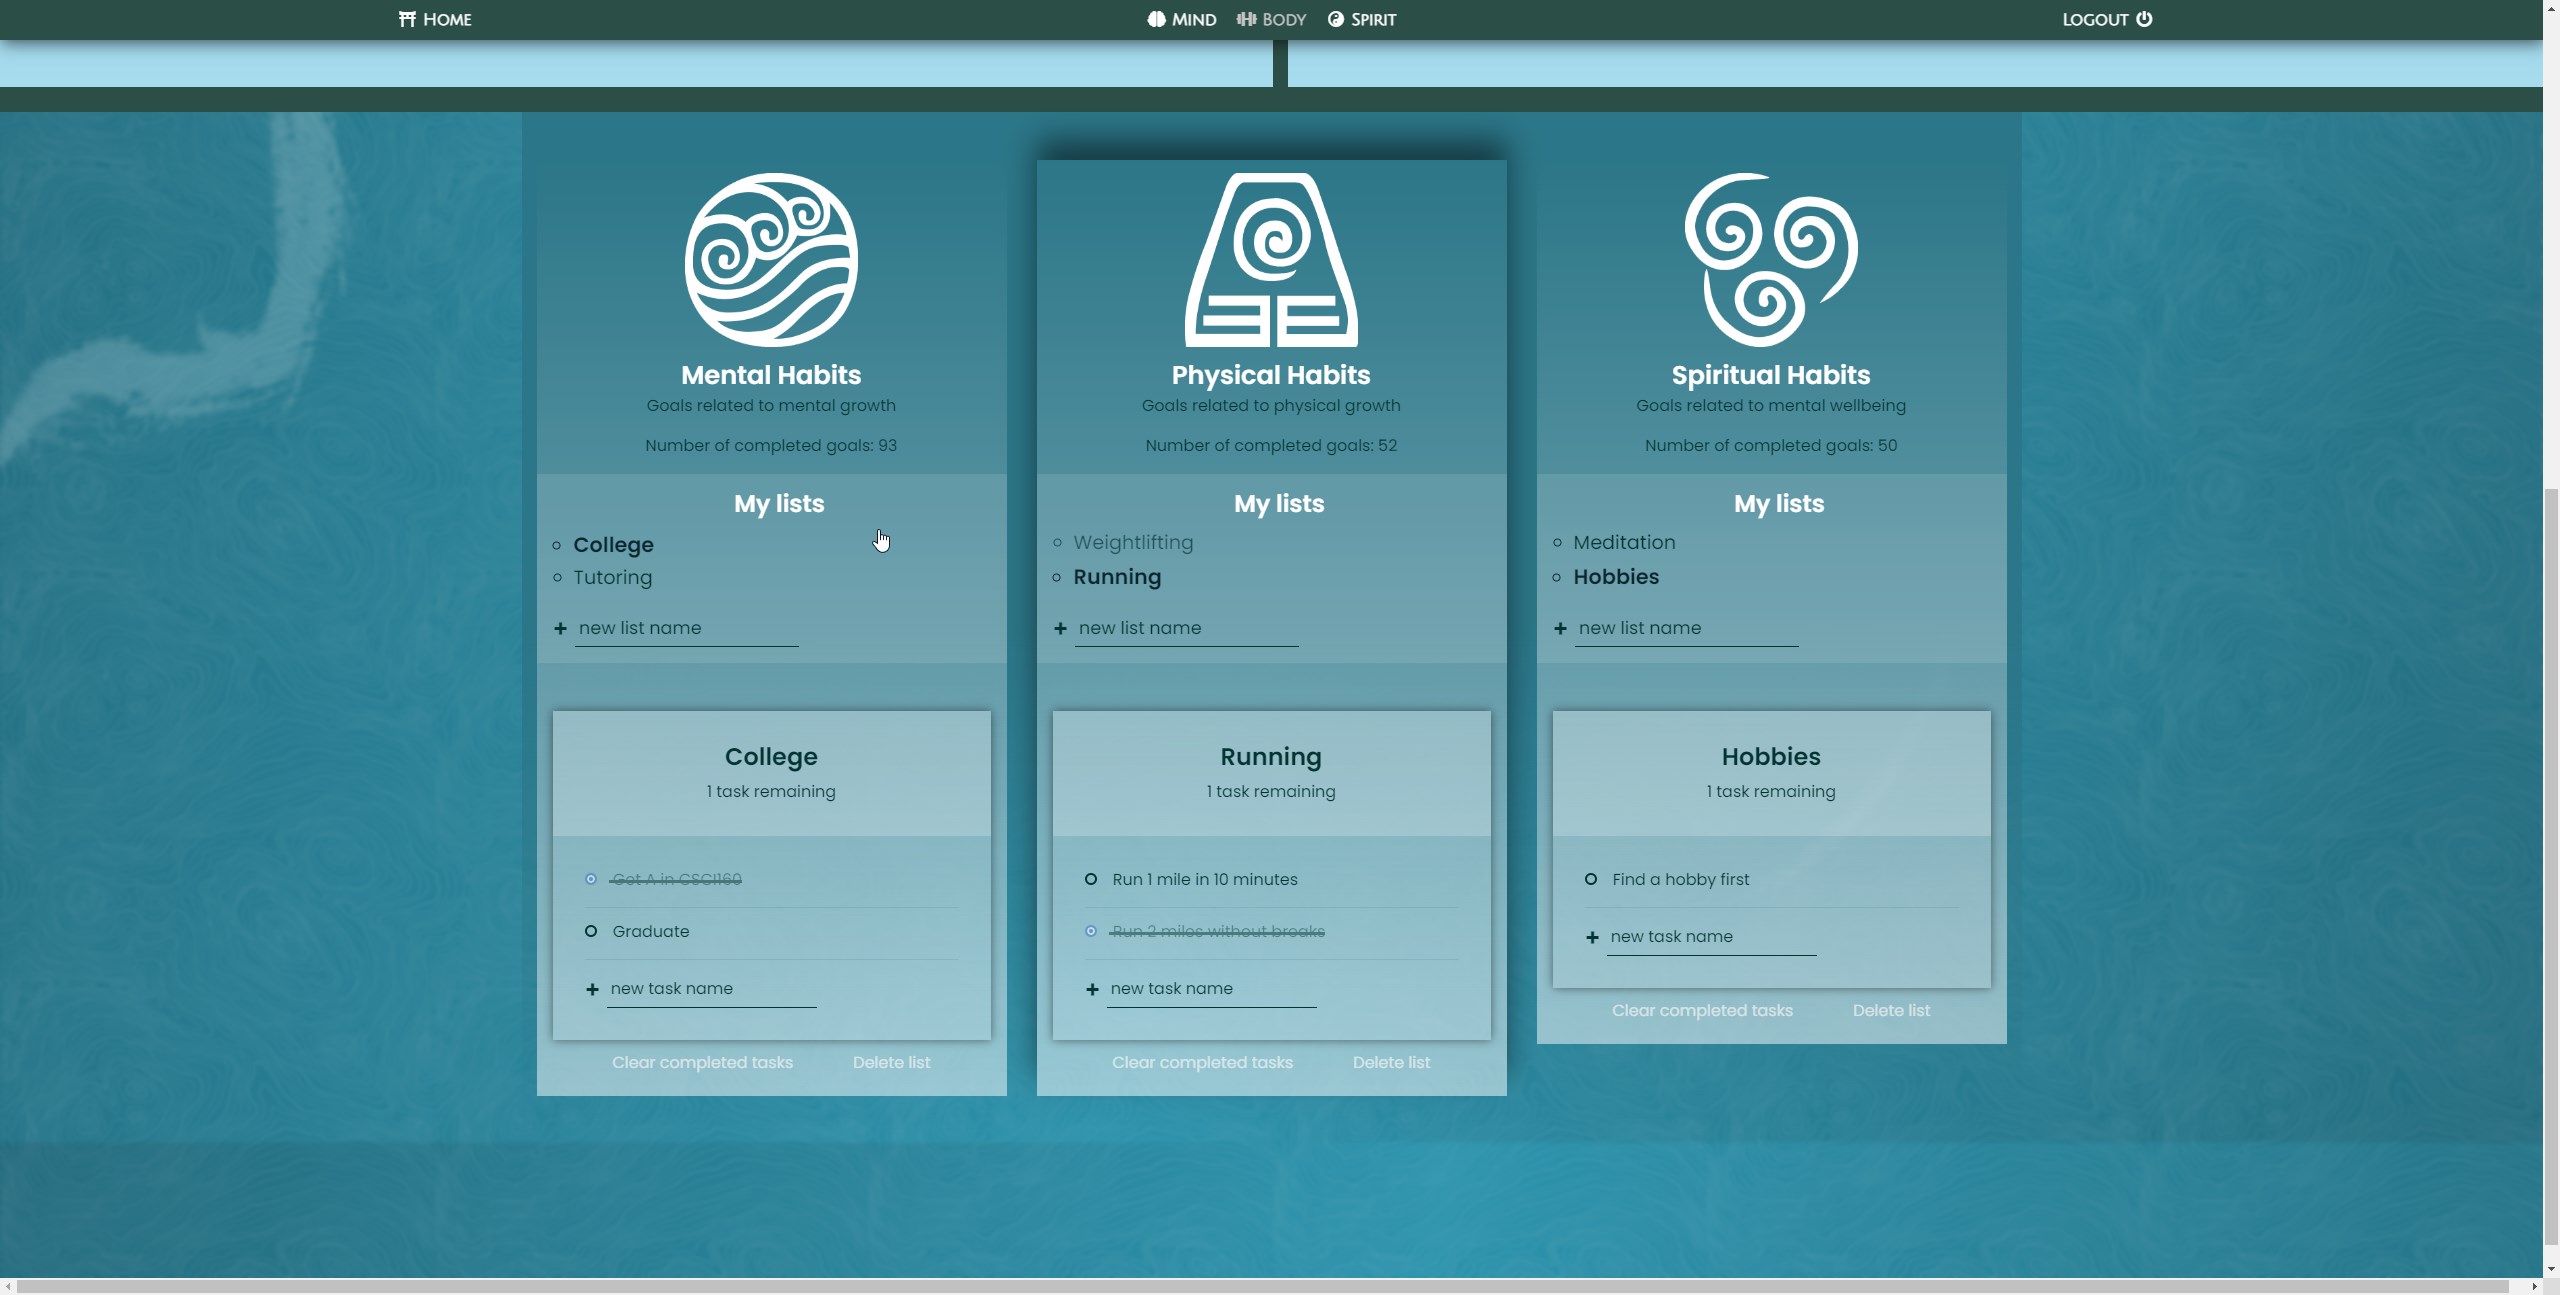 HOME
MIND BODY SPIRIT
LOGOUT
Mental Habits
Goals related to mental growth
Number of completed goals: 93
My lists
College
Tutoring
+ new list name
College
1 task remaining
Got A in CSCI160
Graduate
+ new task name
Clear completed tasks Delete list
Physical Habits
Goals related to physical growth
Number of completed goals: 52
My lists
Weightlifting
Running
+ new list name
Running
1 task remaining
Run 1 mile in 10 minutes
Run 2 miles without breaks
+ new task name
Clear completed tasks Delete list
Spiritual Habits
Goals related to mental wellbeing
Number of completed goals: 50
My lists
Meditation
Hobbies
+ new list name
Hobbies
1 task remaining
Find a hobby first
+ new task name
Clear completed tasks Delete list